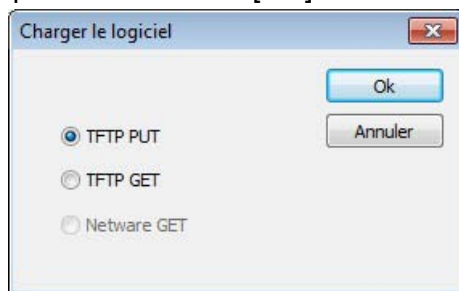 Charger le logiciel
Ok
TFTP PUT
Annuler
TFTP GET
Netware GET